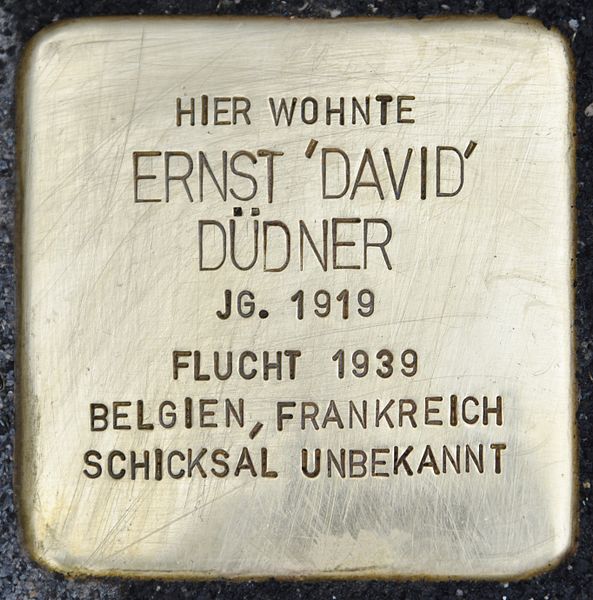 HIER WOHNTE
ERNST 'DAVID'
DÜDNER
JG. 1919
FLUCHT 1939
BELGIEN, FRANKREICH
SCHICKSAL UNBEKANNT